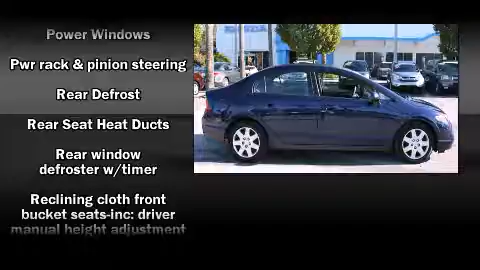 Power Windows
Pwr rack & pinion steering
Rear Defrost
Rear Seat Heat Ducts
Rear window
defroster w/timer
Reclining cloth front
bucket seats-inc: driver
manual height adjustment